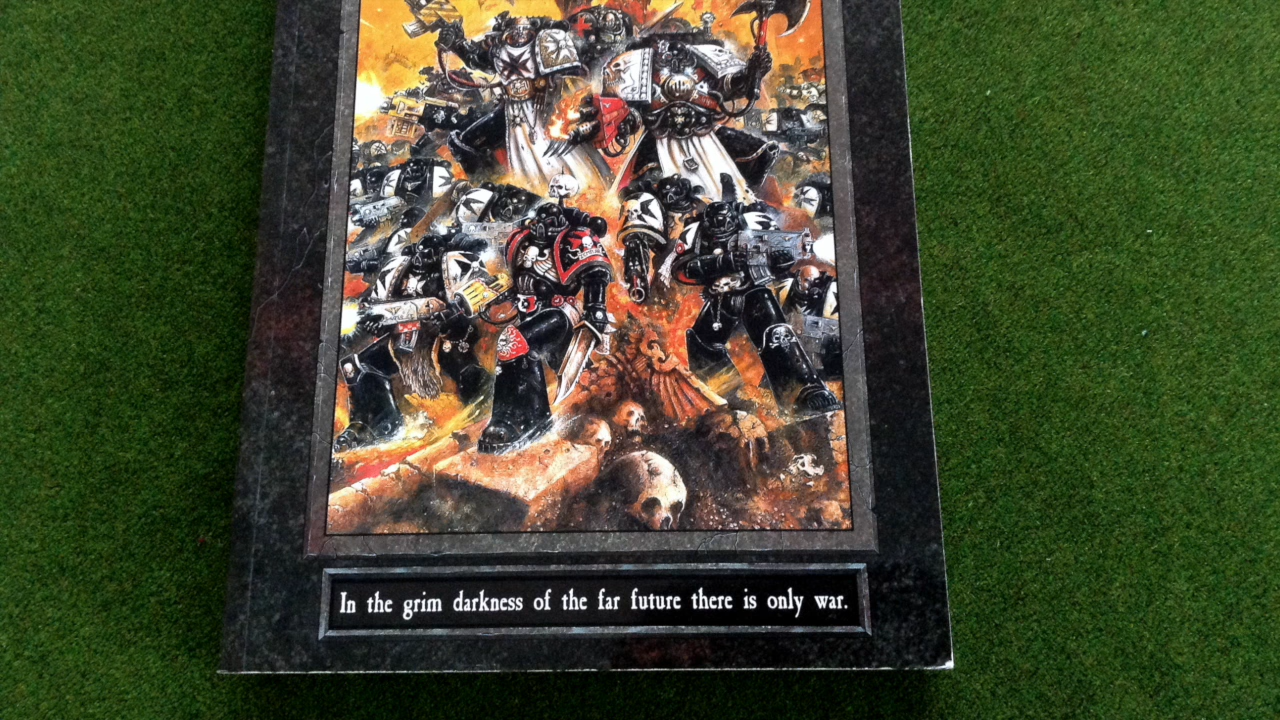 In the grim darkness of the far future there is only war.